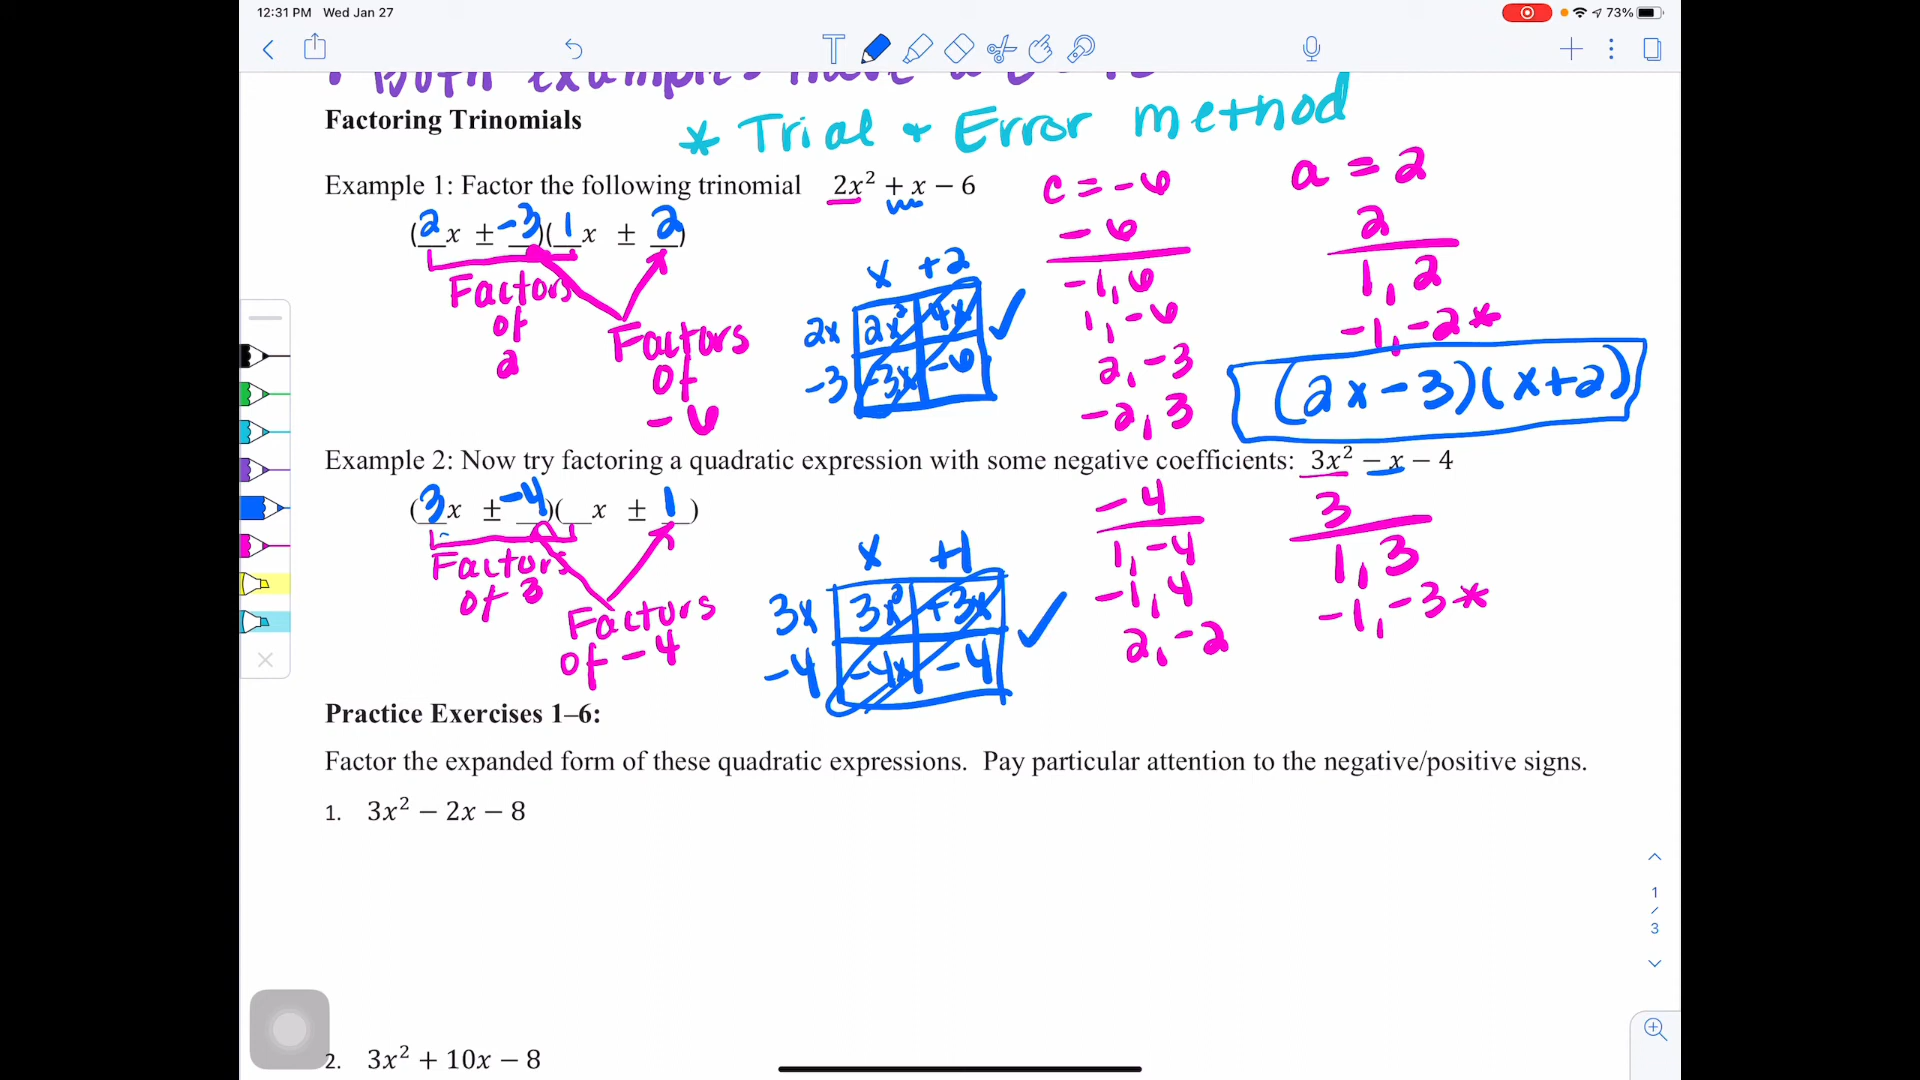 12:31 PM Wed Jan 27
73%
• Both examples have a
Factoring Trinomials
* Trial + Error method
Example 1: Factor the following trinomial 2x² + x − 6
c = -6
a = 2
(2x ± -3)(1x ± 2)
Factors
of
2
Factors
of
-6
x +2
2x 2x² 4x ✓
-3 -3x -6
-6
-1, 6
1, -6
2, -3
-2, 3
2
1, 2
-1, -2*
(2x-3)(x+2)
Example 2: Now try factoring a quadratic expression with some negative coefficients: 3x² − x − 4
(3x ± -4)(__x ± 1)
Factors
of 3
Factors
of -4
x +1
3x 3x² +3x ✓
-4 -4x -4
-4
1, -4
-1, 4
2, -2
3
1, 3
-1, -3*
Practice Exercises 1–6:
Factor the expanded form of these quadratic expressions. Pay particular attention to the negative/positive signs.
1. 3x² − 2x − 8
1
/
3
2. 3x² + 10x − 8